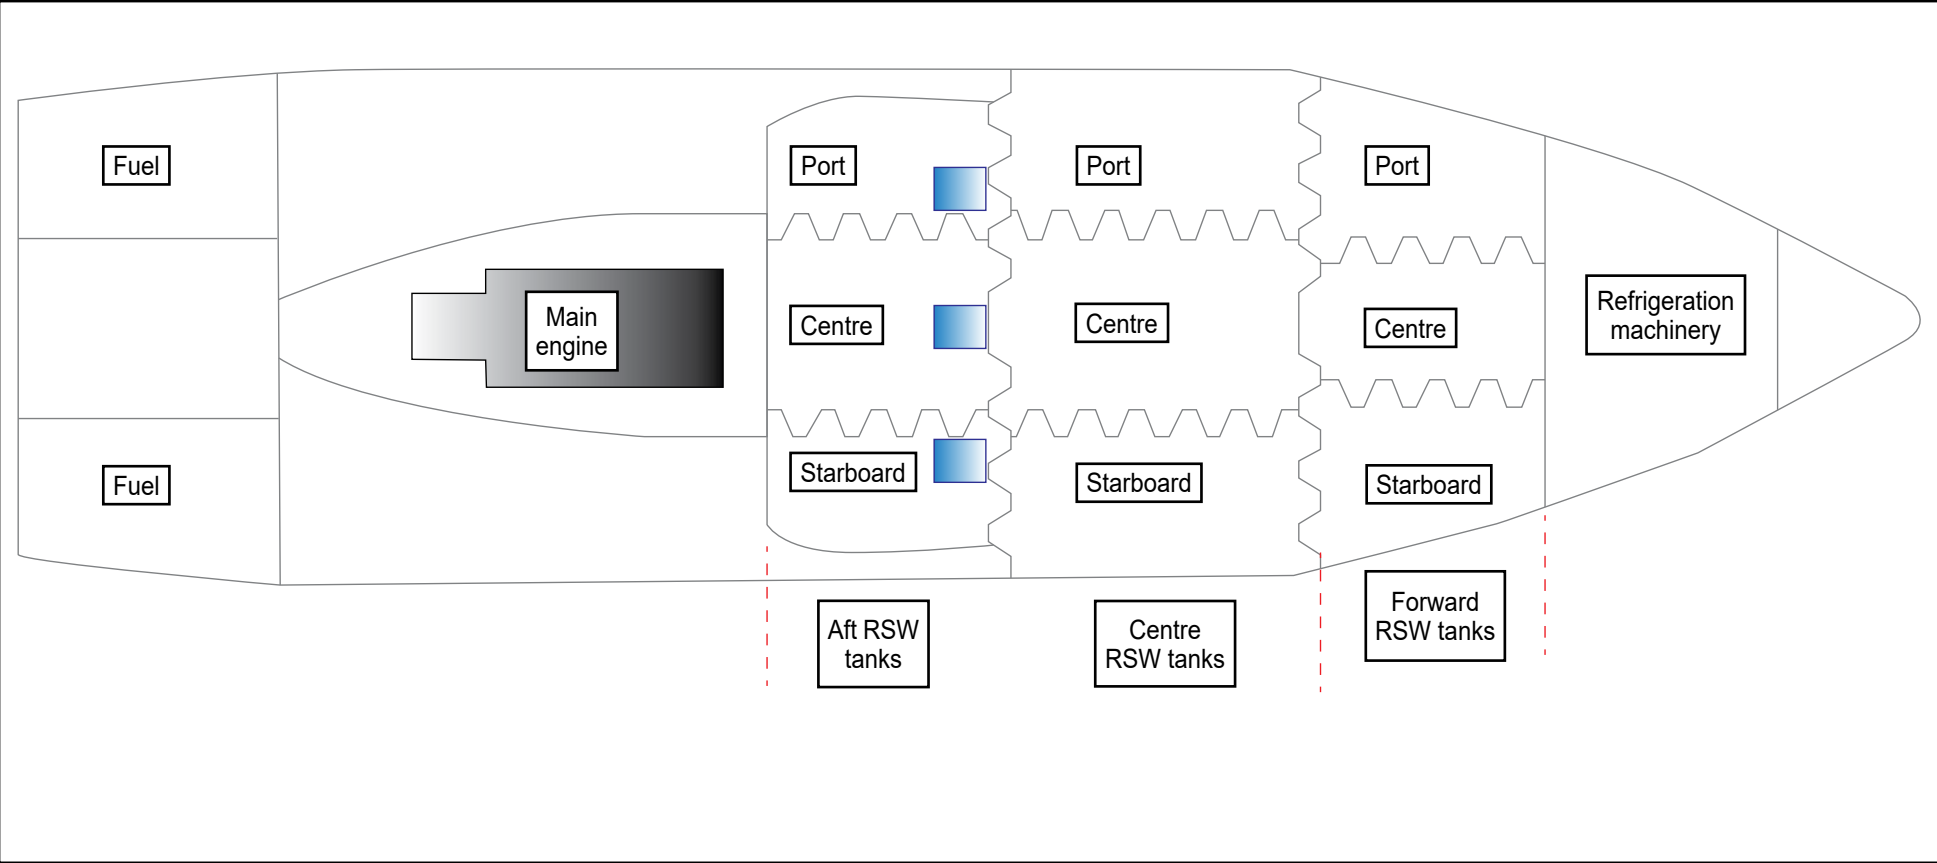 Fuel
Port
Port
Port
Main
engine
Centre
Centre
Centre
Refrigeration
machinery
Fuel
Starboard
Starboard
Starboard
Aft RSW
tanks
Centre
RSW tanks
Forward
RSW tanks